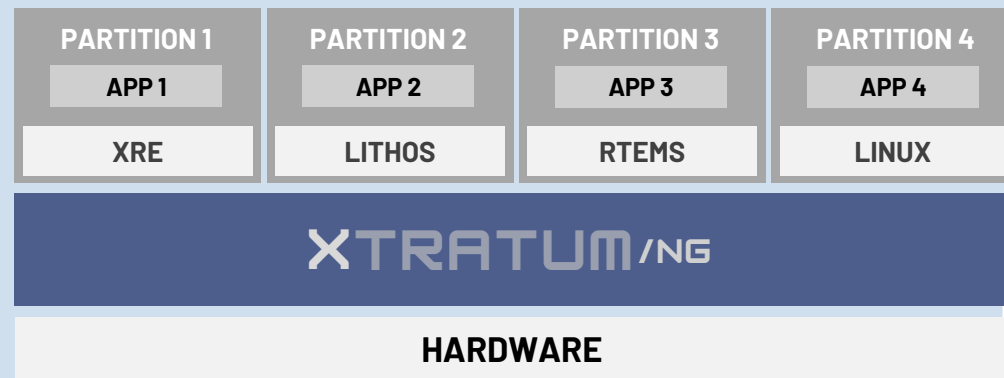 PARTITION 1 PARTITION 2 PARTITION 3 PARTITION 4
APP 1 APP 2 APP 3 APP 4
XRE LITHOS RTEMS LINUX
XTRATUM/NG
HARDWARE